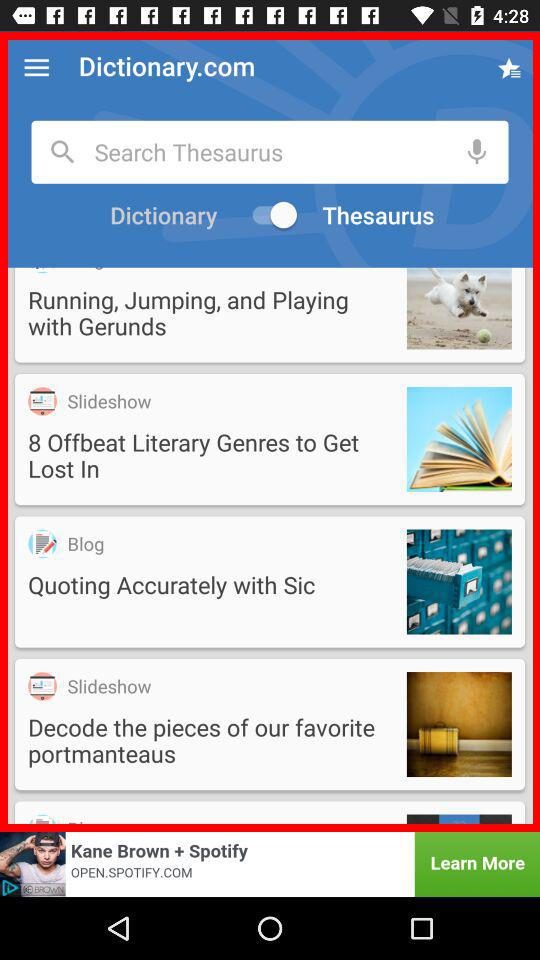 4:28
Dictionary.com
Search Thesaurus
Dictionary Thesaurus
Running, Jumping, and Playing
with Gerunds
Slideshow
8 Offbeat Literary Genres to Get
Lost In
Blog
Quoting Accurately with Sic
Slideshow
Decode the pieces of our favorite
portmanteaus
Kane Brown + Spotify
OPEN.SPOTIFY.COM
Learn More